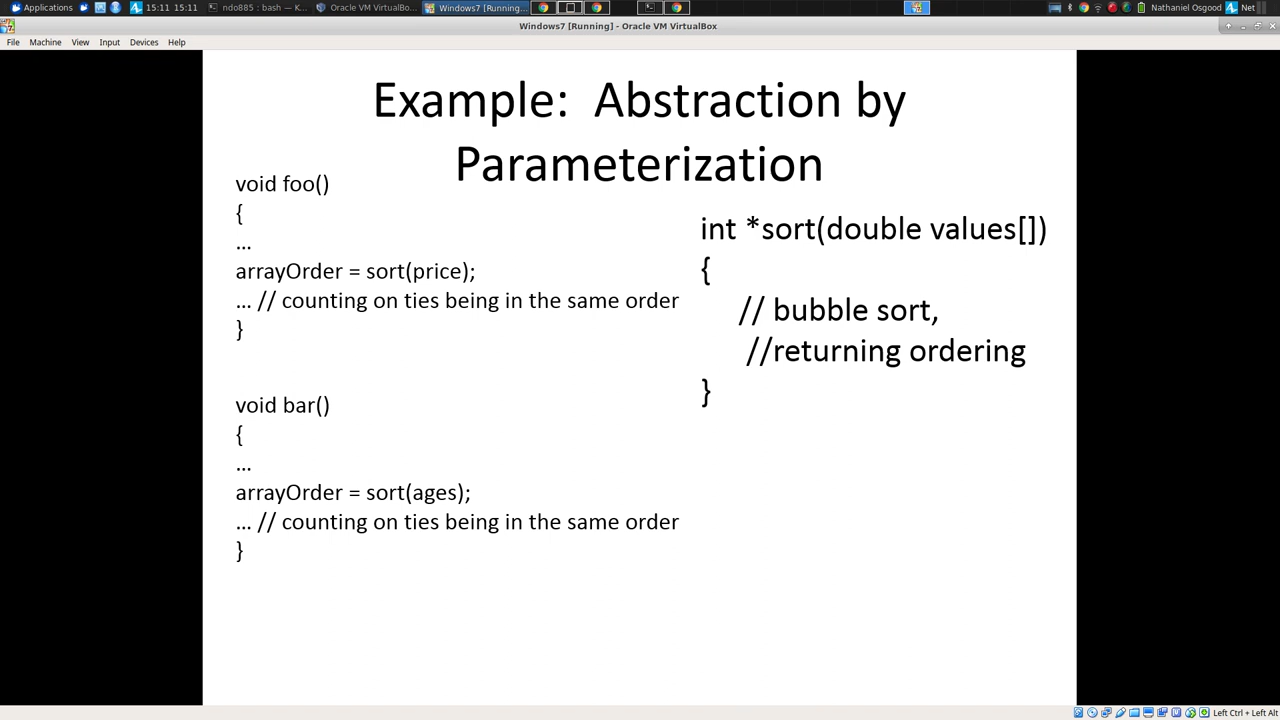 Applications
15:11 15:11
ndo885 : bash — K...
Oracle VM VirtualBo...
Windows7 [Running...
Nathaniel Osgood
Net
Windows7 [Running] - Oracle VM VirtualBox
File Machine View Input Devices Help
Example: Abstraction by
Parameterization
void foo()
{
…
arrayOrder = sort(price);
… // counting on ties being in the same order
}
void bar()
{
…
arrayOrder = sort(ages);
… // counting on ties being in the same order
}
int *sort(double values[])
{
// bubble sort,
//returning ordering
}
Left Ctrl + Left Alt